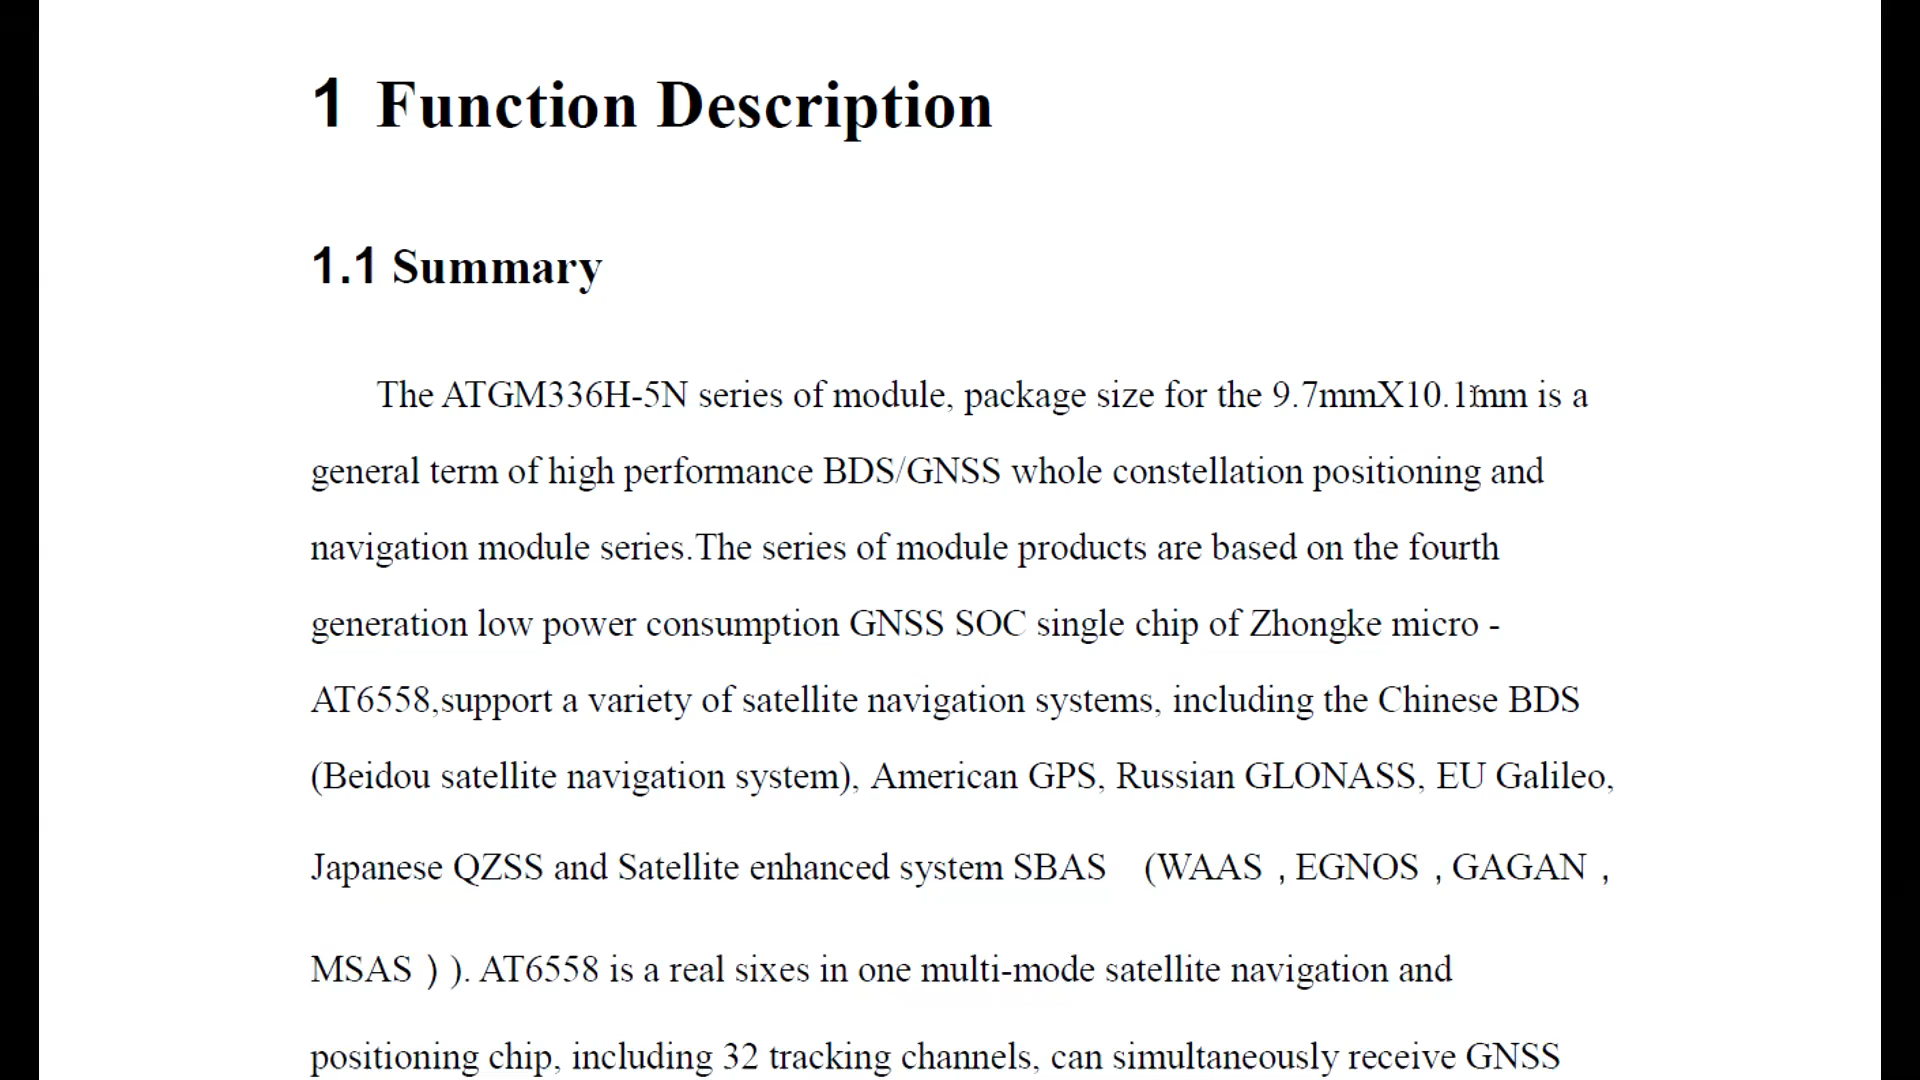 1 Function Description
1.1 Summary
The ATGM336H-5N series of module, package size for the 9.7mmX10.1mm is a
general term of high performance BDS/GNSS whole constellation positioning and
navigation module series.The series of module products are based on the fourth
generation low power consumption GNSS SOC single chip of Zhongke micro -
AT6558,support a variety of satellite navigation systems, including the Chinese BDS
(Beidou satellite navigation system), American GPS, Russian GLONASS, EU Galileo,
Japanese QZSS and Satellite enhanced system SBAS (WAAS , EGNOS , GAGAN ,
MSAS ) ). AT6558 is a real sixes in one multi-mode satellite navigation and
positioning chip, including 32 tracking channels, can simultaneously receive GNSS